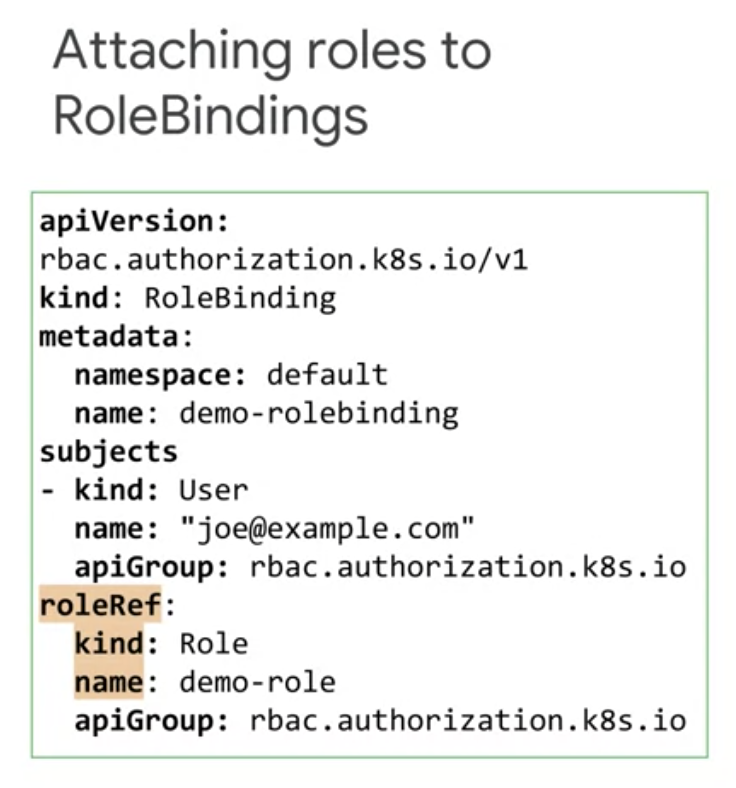 Attaching roles to
RoleBindings
apiVersion:
rbac.authorization.k8s.io/v1
kind: RoleBinding
metadata:
  namespace: default
  name: demo-rolebinding
subjects
- kind: User
  name: "joe@example.com"
  apiGroup: rbac.authorization.k8s.io
roleRef:
  kind: Role
  name: demo-role
  apiGroup: rbac.authorization.k8s.io